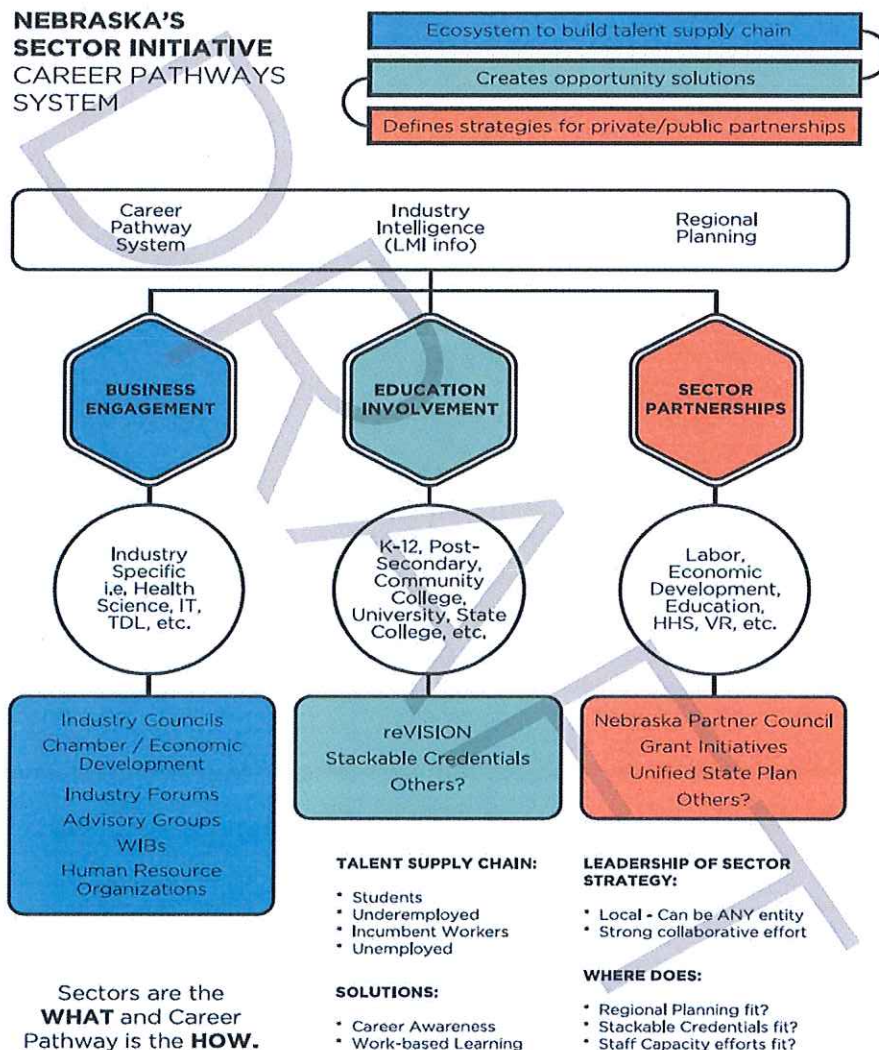 NEBRASKA'S
SECTOR INITIATIVE
CAREER PATHWAYS
SYSTEM
Ecosystem to build talent supply chain
Creates opportunity solutions
Defines strategies for private/public partnerships
Career
Pathway
System
Industry
Intelligence
(LMI info)
Regional
Planning
BUSINESS
ENGAGEMENT
EDUCATION
INVOLVEMENT
SECTOR
PARTNERSHIPS
Industry
Specific
i,e, Health
Science, IT,
TDL, etc.
K-12, Post-
Secondary,
Community
College,
University, State
College, etc.
Labor,
Economic
Development,
Education,
HHS, VR, etc.
Industry Councils
Chamber / Economic
Development
Industry Forums
Advisory Groups
WIBs
Human Resource
Organizations
reVISION
Stackable Credentials
Others?
Nebraska Partner Council
Grant Initiatives
Unified State Plan
Others?
Sectors are the
WHAT and Career
Pathway is the HOW.
TALENT SUPPLY CHAIN:
* Students
* Underemployed
* Incumbent Workers
* Unemployed
SOLUTIONS:
* Career Awareness
* Work-based Learning
LEADERSHIP OF SECTOR
STRATEGY:
* Local - Can be ANY entity
* Strong collaborative effort
WHERE DOES:
* Regional Planning fit?
* Stackable Credentials fit?
* Staff Capacity efforts fit?
DRAFT